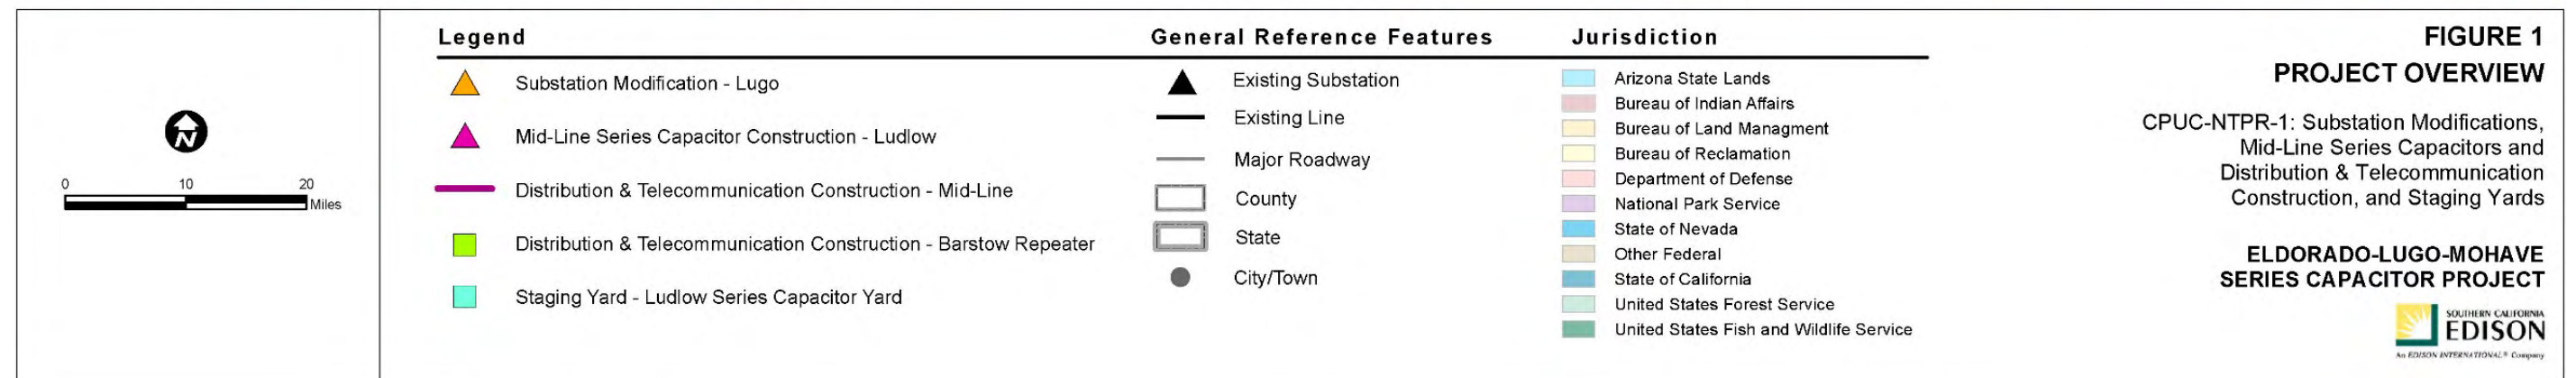 N
0 10 20
Miles
Legend
Substation Modification - Lugo
Mid-Line Series Capacitor Construction - Ludlow
Distribution & Telecommunication Construction - Mid-Line
Distribution & Telecommunication Construction - Barstow Repeater
Staging Yard - Ludlow Series Capacitor Yard
General Reference Features
Existing Substation
Existing Line
Major Roadway
County
State
City/Town
Jurisdiction
Arizona State Lands
Bureau of Indian Affairs
Bureau of Land Managment
Bureau of Reclamation
Department of Defense
National Park Service
State of Nevada
Other Federal
State of California
United States Forest Service
United States Fish and Wildlife Service
FIGURE 1
PROJECT OVERVIEW
CPUC-NTPR-1: Substation Modifications,
Mid-Line Series Capacitors and
Distribution & Telecommunication
Construction, and Staging Yards
ELDORADO-LUGO-MOHAVE
SERIES CAPACITOR PROJECT
SOUTHERN CALIFORNIA
EDISON
An EDISON INTERNATIONAL® Company